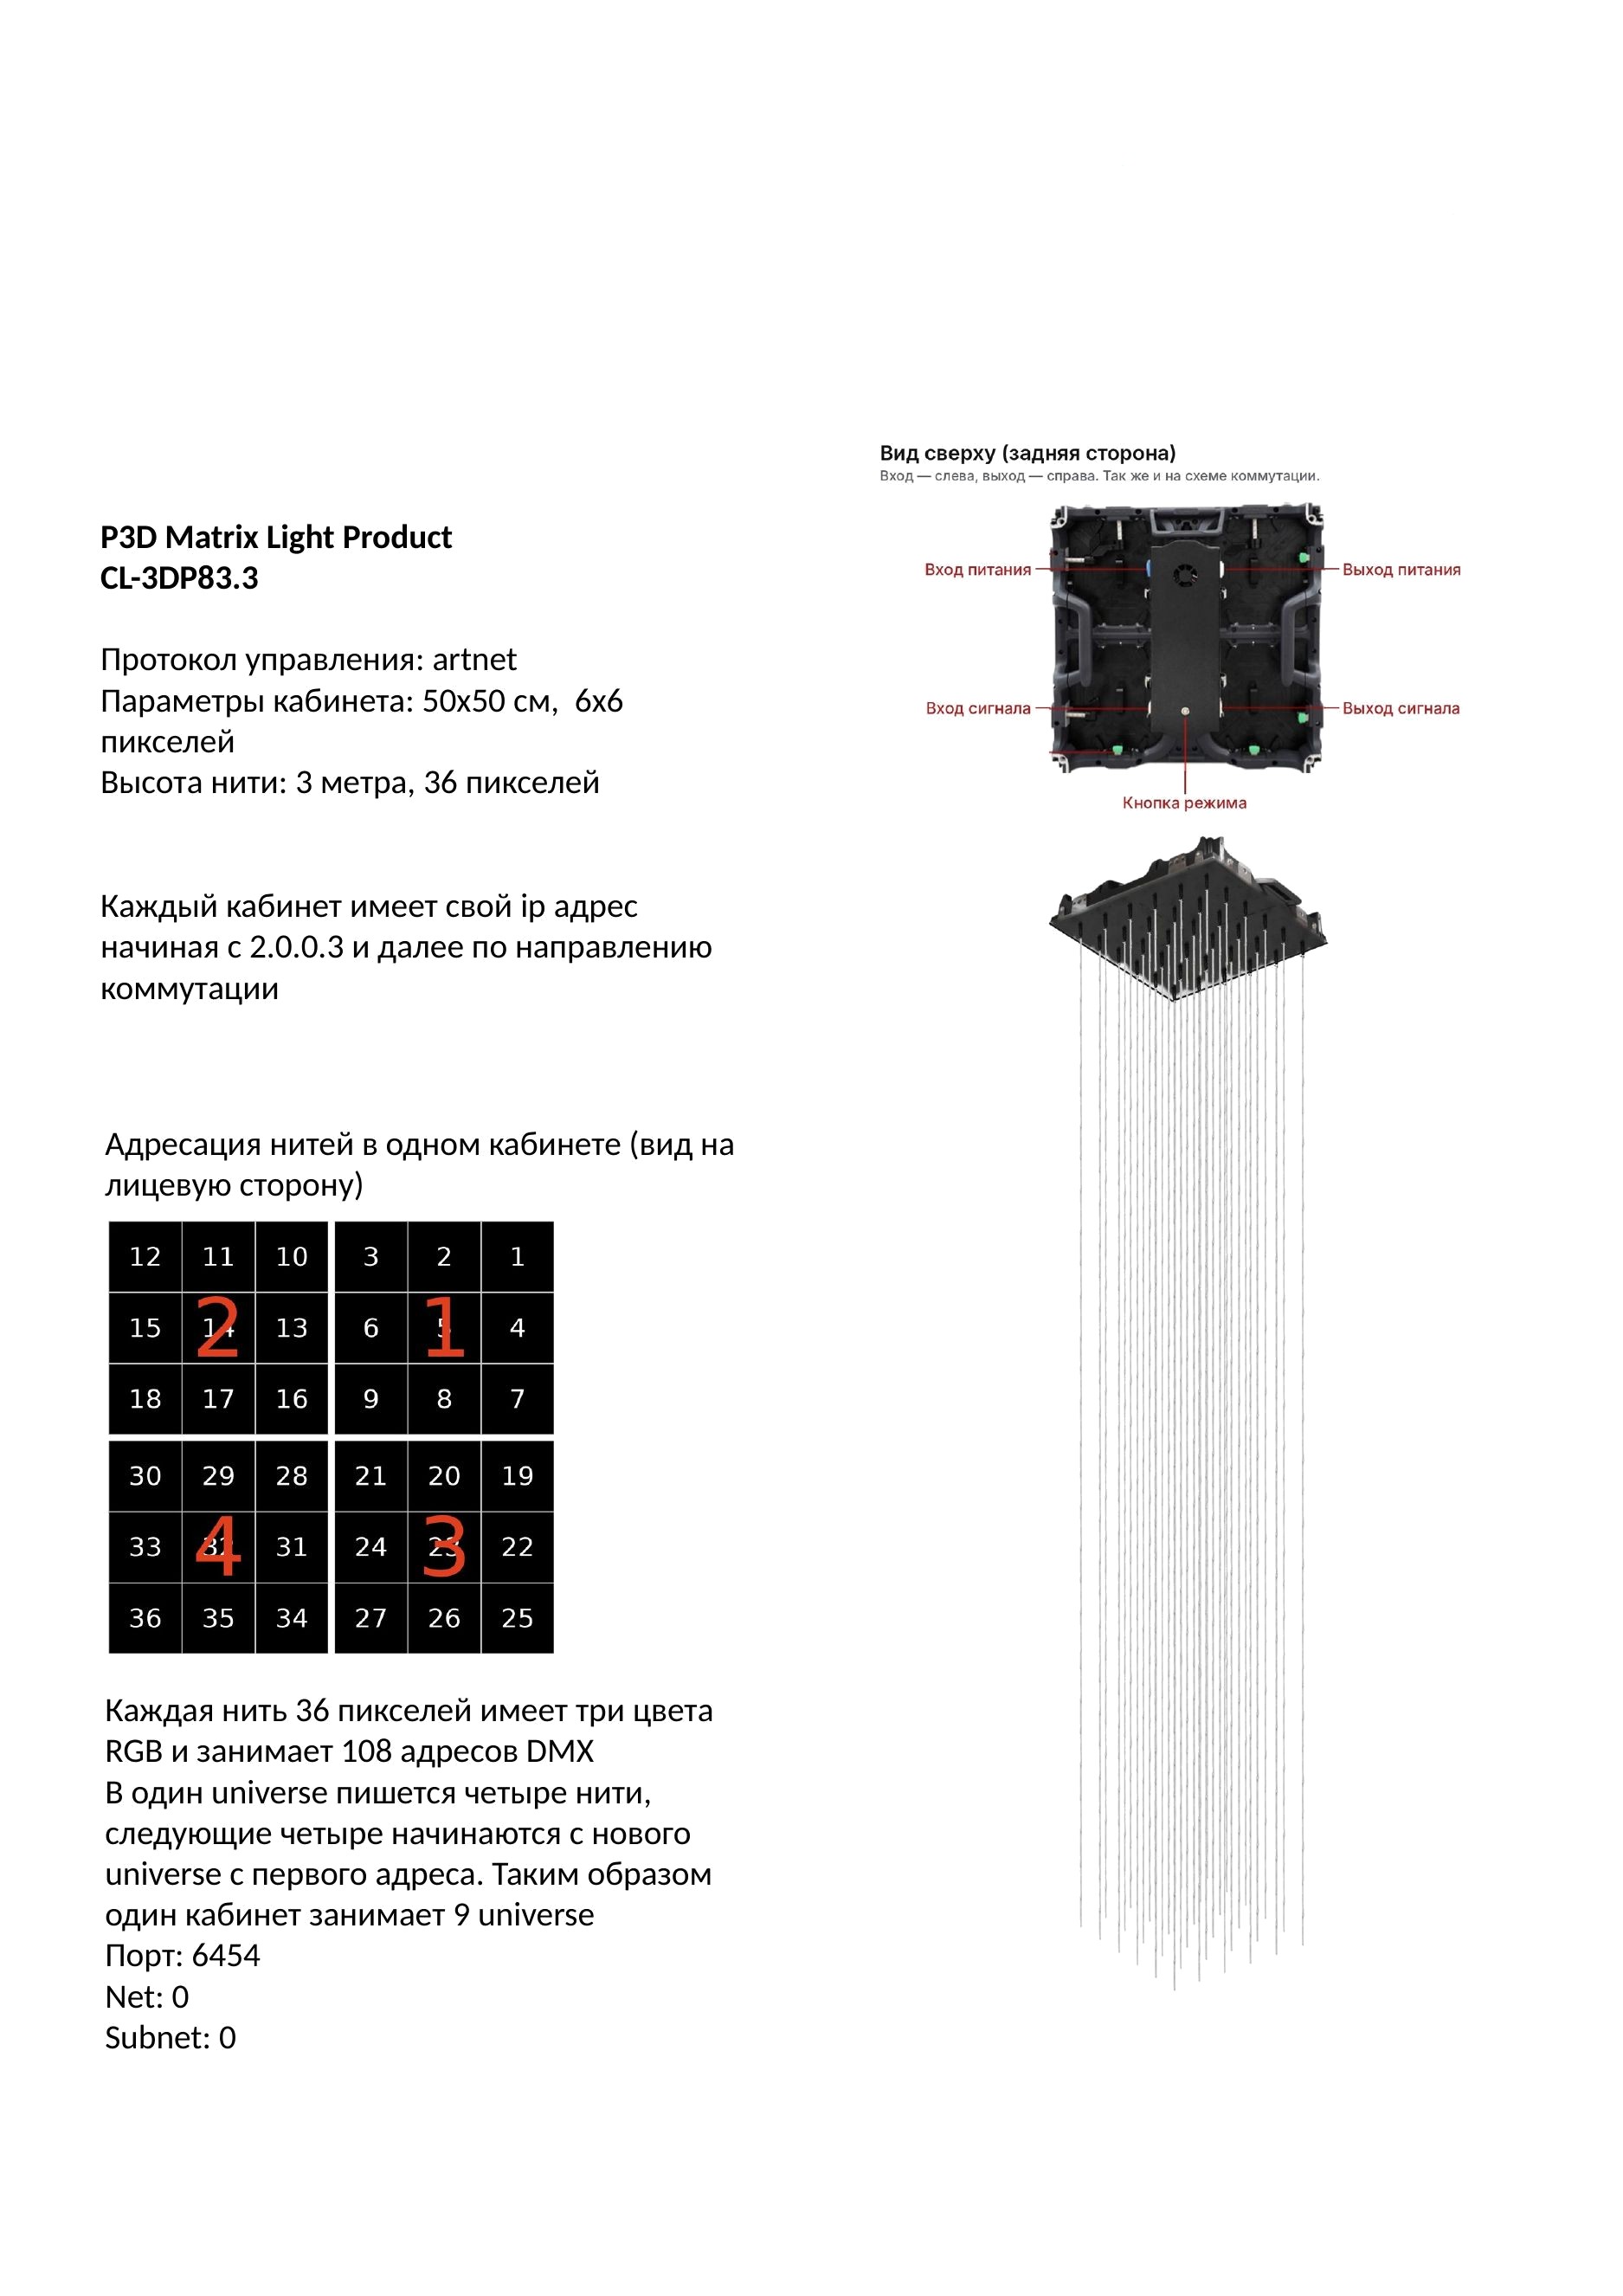 Вид сверху (задняя сторона)
Вход — слева, выход — справа. Так же и на схеме коммутации.
Вход питания
Выход питания
Вход сигнала
Выход сигнала
Кнопка режима
P3D Matrix Light Product
CL-3DP83.3
Протокол управления: artnet
Параметры кабинета: 50x50 см,  6x6
пикселей
Высота нити: 3 метра, 36 пикселей
Каждый кабинет имеет свой ip адрес
начиная с 2.0.0.3 и далее по направлению
коммутации
Адресация нитей в одном кабинете (вид на
лицевую сторону)
12 11 10 3 2 1
15 14 13 6 5 4
2 1
18 17 16 9 8 7
30 29 28 21 20 19
33 32 31 24 23 22
4 3
36 35 34 27 26 25
Каждая нить 36 пикселей имеет три цвета
RGB и занимает 108 адресов DMX
В один universe пишется четыре нити,
следующие четыре начинаются с нового
universe с первого адреса. Таким образом
один кабинет занимает 9 universe
Порт: 6454
Net: 0
Subnet: 0